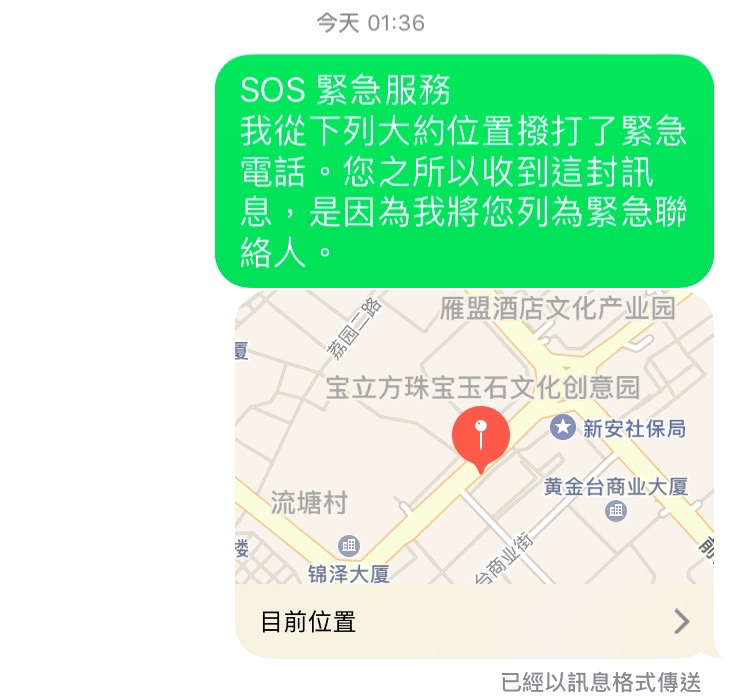 今天 01:36
SOS 緊急服務
我從下列大約位置撥打了緊急
電話。您之所以收到這封訊
息，是因為我將您列為緊急聯
絡人。
雁盟酒店文化产业园
荔园二路
厦
宝立方珠宝玉石文化创意园
新安社保局
黄金台商业大厦
流塘村
楼
锦泽大厦
台商业街
前
目前位置
已經以訊息格式傳送